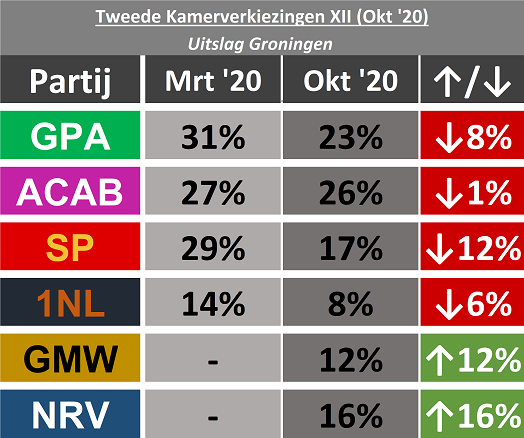 Tweede Kamerverkiezingen XII (Okt '20)
Uitslag Groningen
Partij Mrt '20 Okt '20 ↑/↓
GPA 31% 23% ↓8%
ACAB 27% 26% ↓1%
SP 29% 17% ↓12%
1NL 14% 8% ↓6%
GMW - 12% ↑12%
NRV - 16% ↑16%